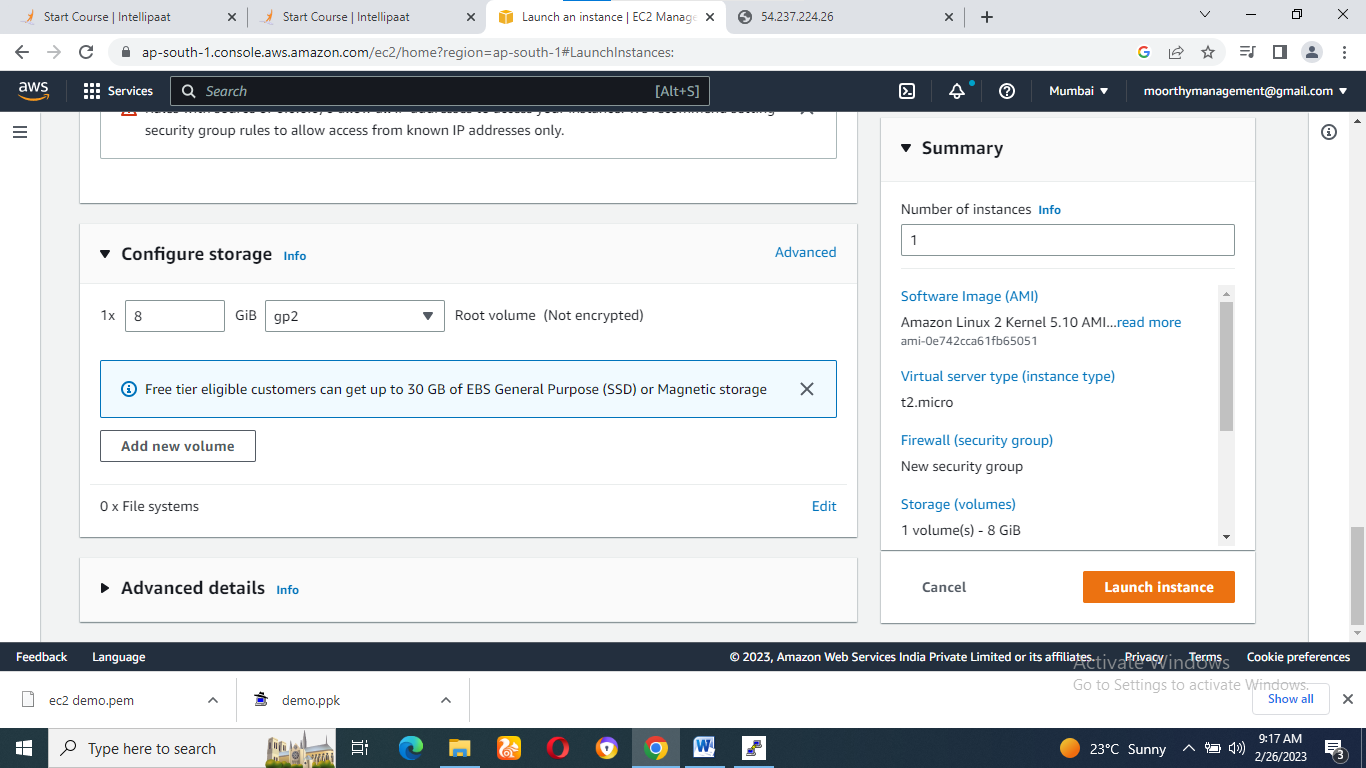 Start Course | Intellipaat
Start Course | Intellipaat
Launch an instance | EC2 Manage
54.237.224.26
ap-south-1.console.aws.amazon.com/ec2/home?region=ap-south-1#LaunchInstances:
aws
Services
Search
[Alt+S]
Mumbai
moorthymanagement@gmail.com
security group rules to allow access from known IP addresses only.
Configure storage Info
Advanced
1x 8 GiB gp2 Root volume (Not encrypted)
Free tier eligible customers can get up to 30 GB of EBS General Purpose (SSD) or Magnetic storage
Add new volume
0 x File systems
Edit
Advanced details Info
Summary
Number of instances Info
1
Software Image (AMI)
Amazon Linux 2 Kernel 5.10 AMI...read more
ami-0e742cca61fb65051
Virtual server type (instance type)
t2.micro
Firewall (security group)
New security group
Storage (volumes)
1 volume(s) - 8 GiB
Cancel
Launch instance
Feedback
Language
© 2023, Amazon Web Services India Private Limited or its affiliates.
Privacy
Terms
Cookie preferences
Activate Windows
Go to Settings to activate Windows.
ec2 demo.pem
demo.ppk
Show all
Type here to search
23°C Sunny
9:17 AM
2/26/2023
3